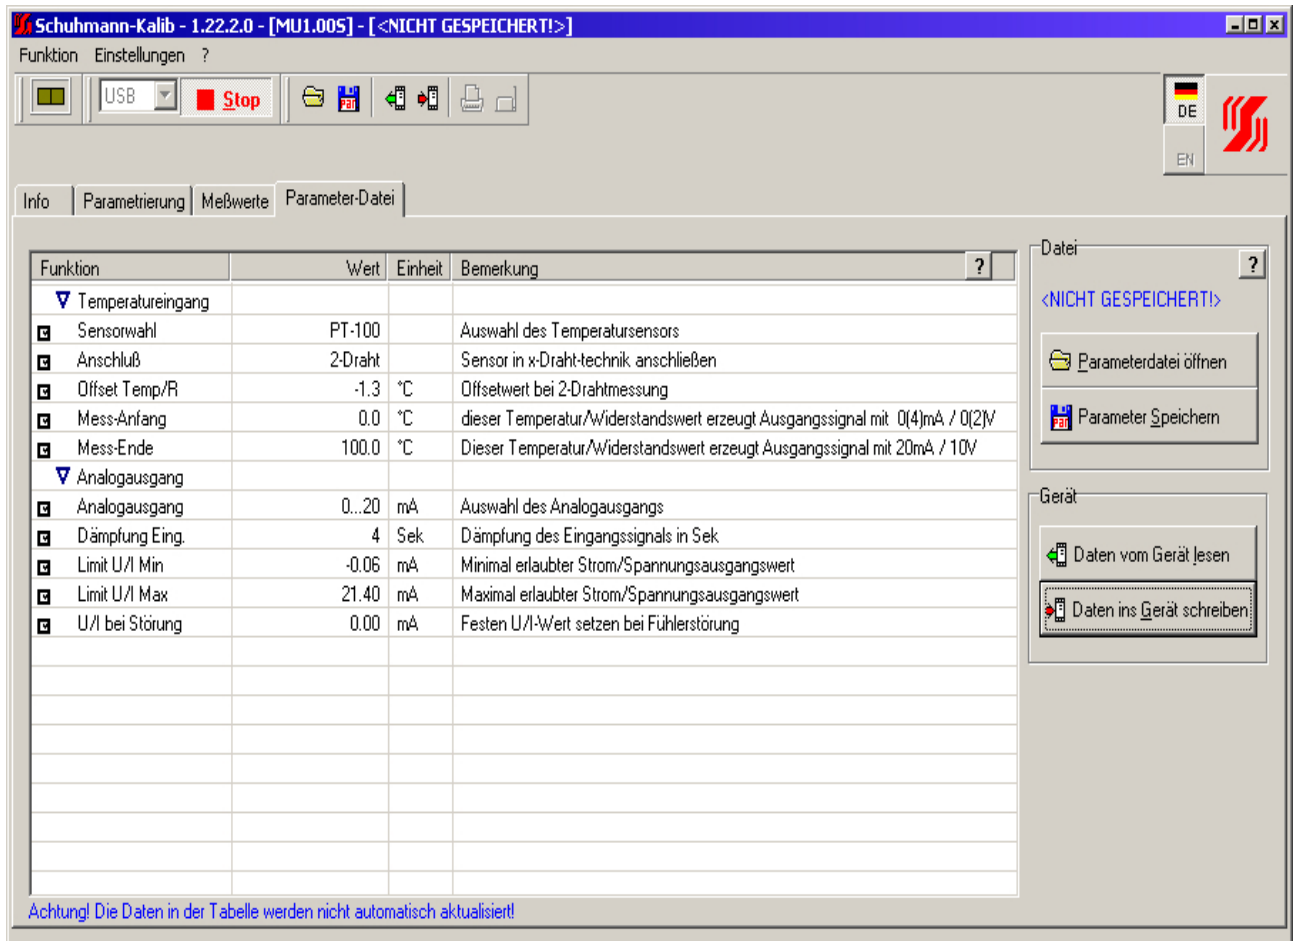 Schuhmann-Kalib - 1.22.2.0 - [MU1.00S] - [<NICHT GESPEICHERT!>]
Funktion Einstellungen ?
USB Stop par
DE
EN
Info Parametrierung Meßwerte Parameter-Datei
Funktion Wert Einheit Bemerkung ?
Temperatureingang
Sensorwahl PT-100 Auswahl des Temperatursensors
Anschluß 2-Draht Sensor in x-Draht-technik anschließen
Offset Temp/R -1.3 °C Offsetwert bei 2-Drahtmessung
Mess-Anfang 0.0 °C dieser Temperatur/Widerstandswert erzeugt Ausgangssignal mit 0(4)mA / 0(2)V
Mess-Ende 100.0 °C Dieser Temperatur/Widerstandswert erzeugt Ausgangssignal mit 20mA / 10V
Analogausgang
Analogausgang 0...20 mA Auswahl des Analogausgangs
Dämpfung Eing. 4 Sek Dämpfung des Eingangssignals in Sek
Limit U/I Min -0.06 mA Minimal erlaubter Strom/Spannungsausgangswert
Limit U/I Max 21.40 mA Maximal erlaubter Strom/Spannungsausgangswert
U/I bei Störung 0.00 mA Festen U/I-Wert setzen bei Fühlerstörung
Achtung! Die Daten in der Tabelle werden nicht automatisch aktualisiert!
Datei
?
<NICHT GESPEICHERT!>
Parameterdatei öffnen
par Parameter Speichern
Gerät
Daten vom Gerät lesen
Daten ins Gerät schreiben